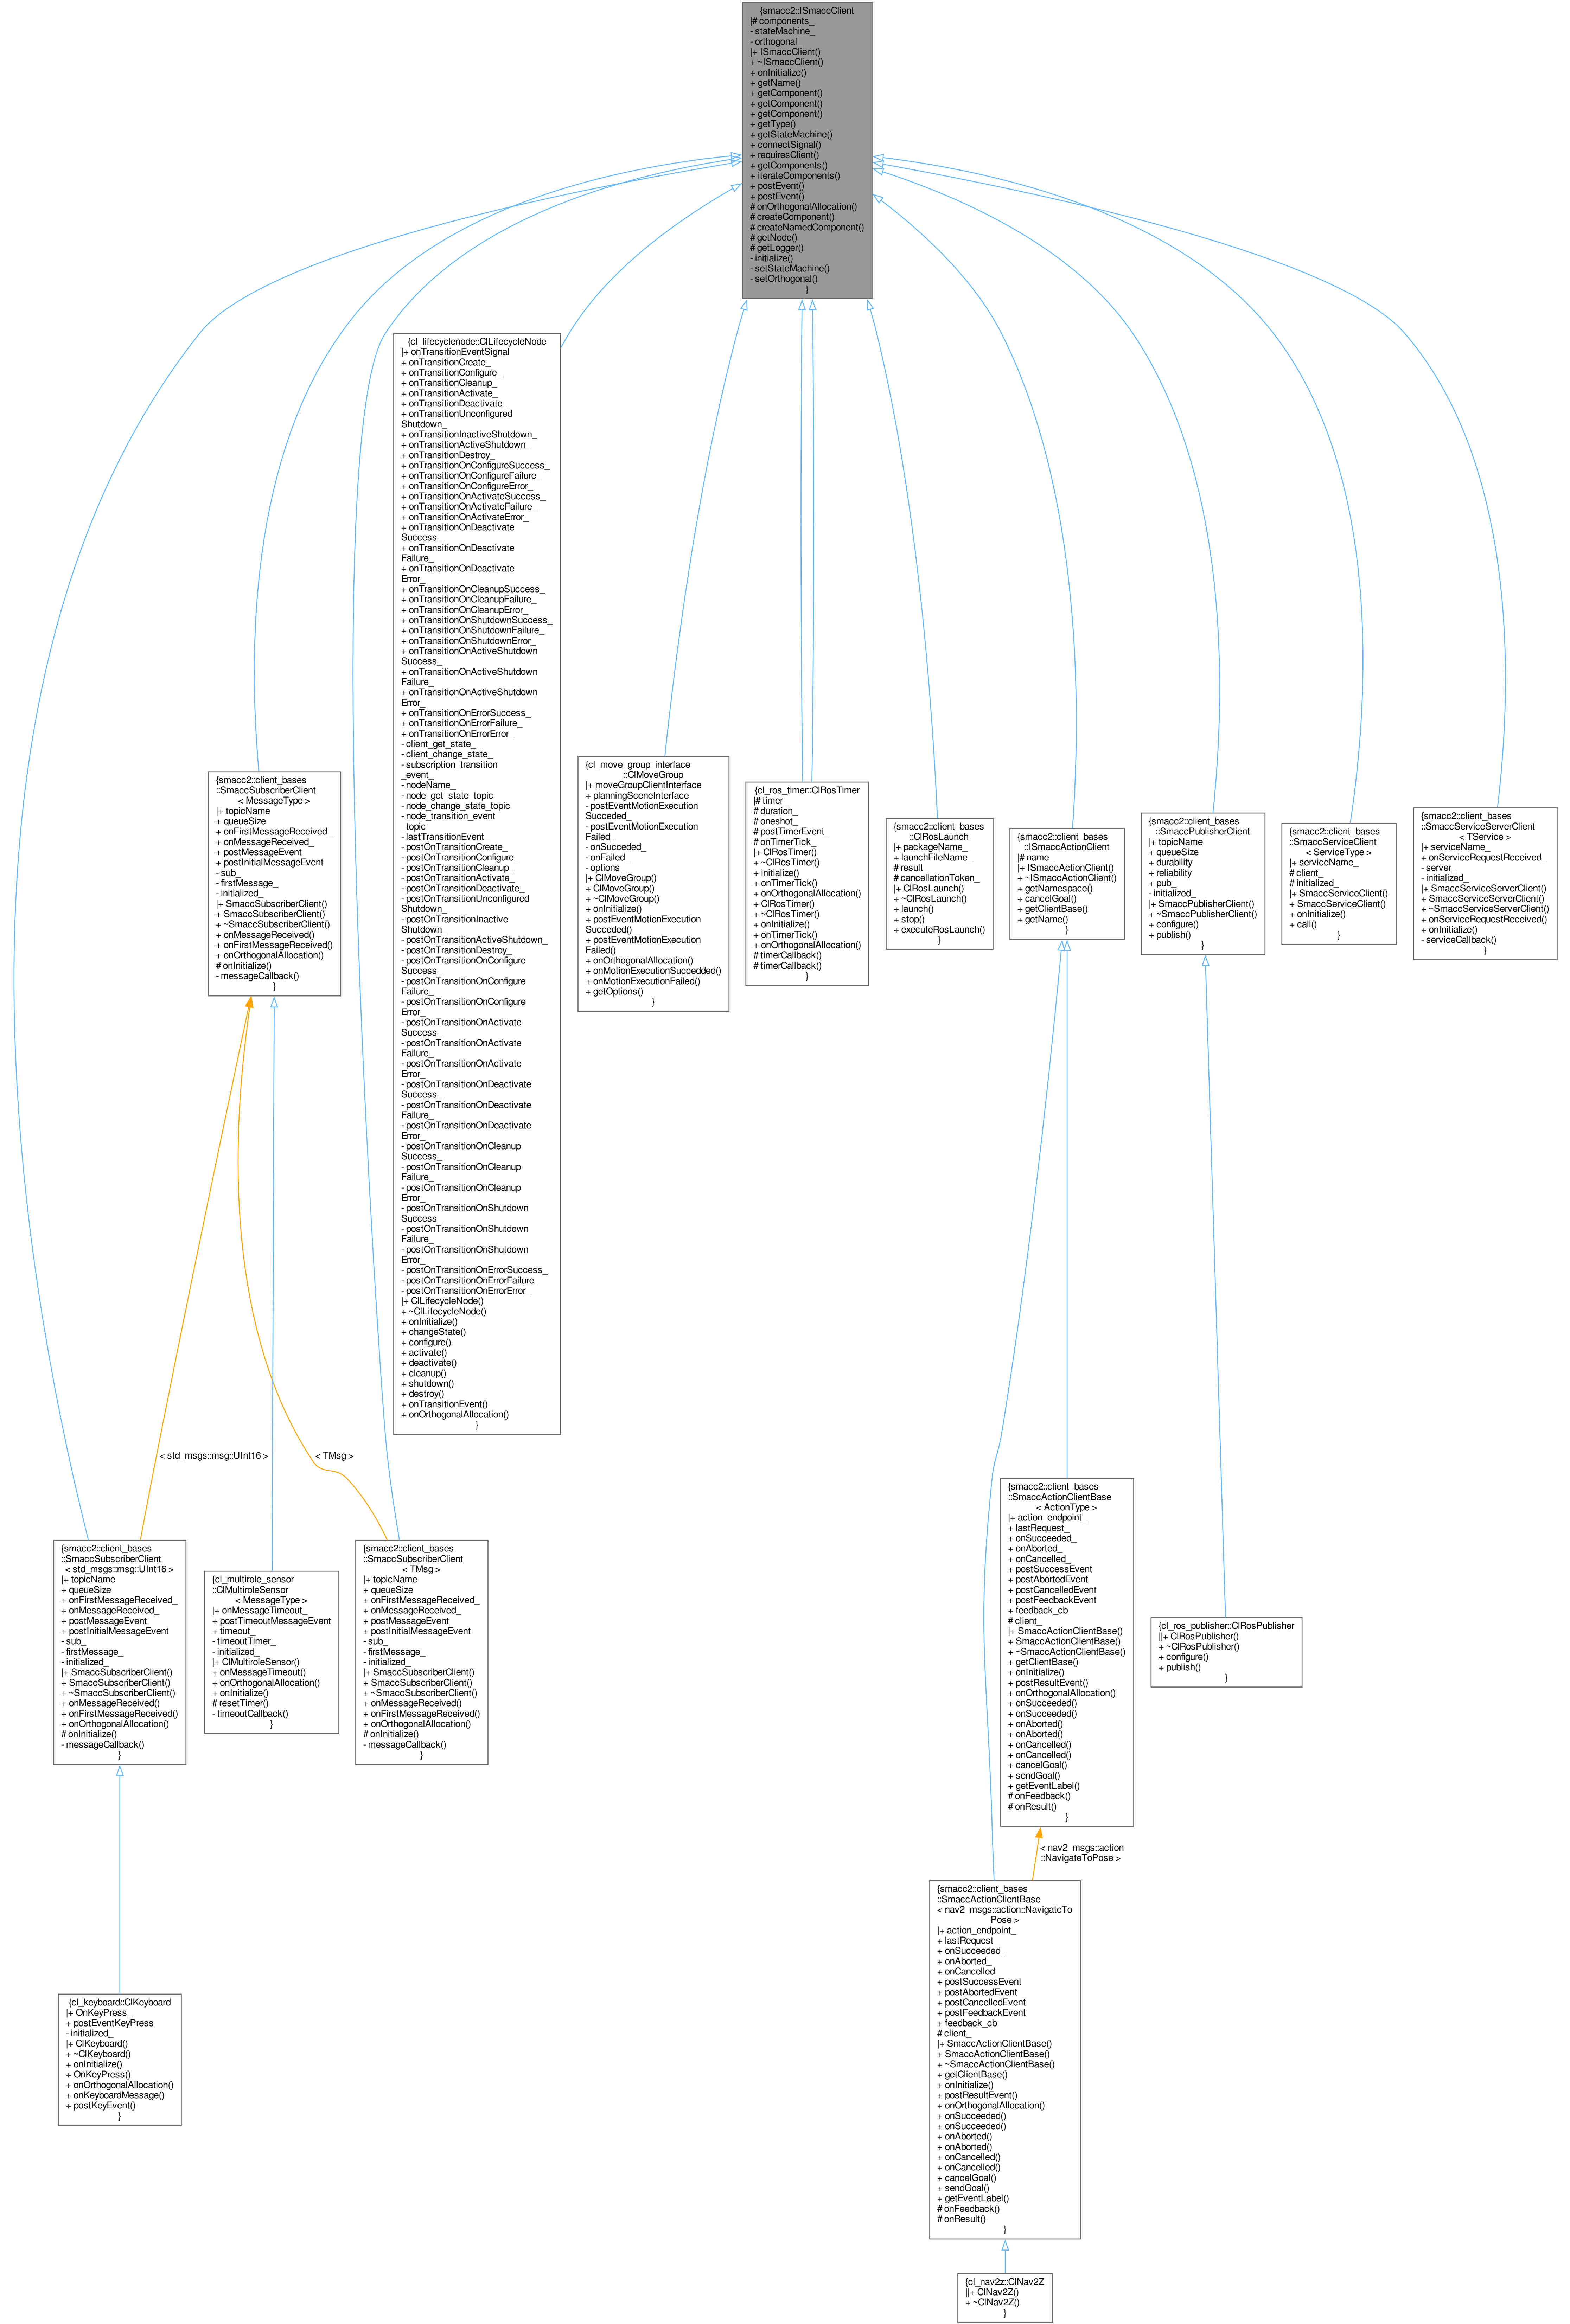 {smacc2::ISmaccClient
|# components_
- stateMachine_
- orthogonal_
|+ ISmaccClient()
+ ~ISmaccClient()
+ onInitialize()
+ getName()
+ getComponent()
+ getComponent()
+ getComponent()
+ getType()
+ getStateMachine()
+ connectSignal()
+ requiresClient()
+ getComponents()
+ iterateComponents()
+ postEvent()
+ postEvent()
# onOrthogonalAllocation()
# createComponent()
# createNamedComponent()
# getNode()
# getLogger()
- initialize()
- setStateMachine()
- setOrthogonal()
}
{smacc2::client_bases
::SmaccSubscriberClient
< MessageType >
|+ topicName
+ queueSize
+ onFirstMessageReceived_
+ onMessageReceived_
+ postMessageEvent
+ postInitialMessageEvent
- sub_
- firstMessage_
- initialized_
|+ SmaccSubscriberClient()
+ SmaccSubscriberClient()
+ ~SmaccSubscriberClient()
+ onMessageReceived()
+ onFirstMessageReceived()
+ onOrthogonalAllocation()
# onInitialize()
- messageCallback()
}
{cl_lifecyclenode::ClLifecycleNode
|+ onTransitionEventSignal
+ onTransitionCreate_
+ onTransitionConfigure_
+ onTransitionCleanup_
+ onTransitionActivate_
+ onTransitionDeactivate_
+ onTransitionUnconfigured
Shutdown_
+ onTransitionInactiveShutdown_
+ onTransitionActiveShutdown_
+ onTransitionDestroy_
+ onTransitionOnConfigureSuccess_
+ onTransitionOnConfigureFailure_
+ onTransitionOnConfigureError_
+ onTransitionOnActivateSuccess_
+ onTransitionOnActivateFailure_
+ onTransitionOnActivateError_
+ onTransitionOnDeactivate
Success_
+ onTransitionOnDeactivate
Failure_
+ onTransitionOnDeactivate
Error_
+ onTransitionOnCleanupSuccess_
+ onTransitionOnCleanupFailure_
+ onTransitionOnCleanupError_
+ onTransitionOnShutdownSuccess_
+ onTransitionOnShutdownFailure_
+ onTransitionOnShutdownError_
+ onTransitionOnActiveShutdown
Success_
+ onTransitionOnActiveShutdown
Failure_
+ onTransitionOnActiveShutdown
Error_
+ onTransitionOnErrorSuccess_
+ onTransitionOnErrorFailure_
+ onTransitionOnErrorError_
- client_get_state_
- client_change_state_
- subscription_transition
_event_
- nodeName_
- node_get_state_topic
- node_change_state_topic
- node_transition_event
_topic
- lastTransitionEvent_
- postOnTransitionCreate_
- postOnTransitionConfigure_
- postOnTransitionCleanup_
- postOnTransitionActivate_
- postOnTransitionDeactivate_
- postOnTransitionUnconfigured
Shutdown_
- postOnTransitionInactive
Shutdown_
- postOnTransitionActiveShutdown_
- postOnTransitionDestroy_
- postOnTransitionOnConfigure
Success_
- postOnTransitionOnConfigure
Failure_
- postOnTransitionOnConfigure
Error_
- postOnTransitionOnActivate
Success_
- postOnTransitionOnActivate
Failure_
- postOnTransitionOnActivate
Error_
- postOnTransitionOnDeactivate
Success_
- postOnTransitionOnDeactivate
Failure_
- postOnTransitionOnDeactivate
Error_
- postOnTransitionOnCleanup
Success_
- postOnTransitionOnCleanup
Failure_
- postOnTransitionOnCleanup
Error_
- postOnTransitionOnShutdown
Success_
- postOnTransitionOnShutdown
Failure_
- postOnTransitionOnShutdown
Error_
- postOnTransitionOnErrorSuccess_
- postOnTransitionOnErrorFailure_
- postOnTransitionOnErrorError_
|+ ClLifecycleNode()
+ ~ClLifecycleNode()
+ onInitialize()
+ changeState()
+ configure()
+ activate()
+ deactivate()
+ cleanup()
+ shutdown()
+ destroy()
+ onTransitionEvent()
+ onOrthogonalAllocation()
}
{cl_move_group_interface
::ClMoveGroup
|+ moveGroupClientInterface
+ planningSceneInterface
- postEventMotionExecution
Succeded_
- postEventMotionExecution
Failed_
- onSucceded_
- onFailed_
- options_
|+ ClMoveGroup()
+ ClMoveGroup()
+ ~ClMoveGroup()
+ onInitialize()
+ postEventMotionExecution
Succeded()
+ postEventMotionExecution
Failed()
+ onOrthogonalAllocation()
+ onMotionExecutionSuccedded()
+ onMotionExecutionFailed()
+ getOptions()
}
{cl_ros_timer::ClRosTimer
|# timer_
# duration_
# oneshot_
# postTimerEvent_
# onTimerTick_
|+ ClRosTimer()
+ ~ClRosTimer()
+ initialize()
+ onTimerTick()
+ onOrthogonalAllocation()
+ ClRosTimer()
+ ~ClRosTimer()
+ onInitialize()
+ onTimerTick()
+ onOrthogonalAllocation()
# timerCallback()
# timerCallback()
}
{smacc2::client_bases
::ClRosLaunch
|+ packageName_
+ launchFileName_
# result_
# cancellationToken_
|+ ClRosLaunch()
+ ~ClRosLaunch()
+ launch()
+ stop()
+ executeRosLaunch()
}
{smacc2::client_bases
::ISmaccActionClient
|# name_
|+ ISmaccActionClient()
+ ~ISmaccActionClient()
+ getNamespace()
+ cancelGoal()
+ getClientBase()
+ getName()
}
{smacc2::client_bases
::SmaccPublisherClient
|+ topicName
+ queueSize
+ durability
+ reliability
+ pub_
- initialized_
|+ SmaccPublisherClient()
+ ~SmaccPublisherClient()
+ configure()
+ publish()
}
{smacc2::client_bases
::SmaccServiceClient
< ServiceType >
|+ serviceName_
# client_
# initialized_
|+ SmaccServiceClient()
+ SmaccServiceClient()
+ onInitialize()
+ call()
}
{smacc2::client_bases
::SmaccServiceServerClient
< TService >
|+ serviceName_
+ onServiceRequestReceived_
- server_
- initialized_
|+ SmaccServiceServerClient()
+ SmaccServiceServerClient()
+ ~SmaccServiceServerClient()
+ onServiceRequestReceived()
+ onInitialize()
- serviceCallback()
}
< std_msgs::msg::UInt16 >
< TMsg >
{smacc2::client_bases
::SmaccSubscriberClient
< std_msgs::msg::UInt16 >
|+ topicName
+ queueSize
+ onFirstMessageReceived_
+ onMessageReceived_
+ postMessageEvent
+ postInitialMessageEvent
- sub_
- firstMessage_
- initialized_
|+ SmaccSubscriberClient()
+ SmaccSubscriberClient()
+ ~SmaccSubscriberClient()
+ onMessageReceived()
+ onFirstMessageReceived()
+ onOrthogonalAllocation()
# onInitialize()
- messageCallback()
}
{cl_multirole_sensor
::ClMultiroleSensor
< MessageType >
|+ onMessageTimeout_
+ postTimeoutMessageEvent
+ timeout_
- timeoutTimer_
- initialized_
|+ ClMultiroleSensor()
+ onMessageTimeout()
+ onOrthogonalAllocation()
+ onInitialize()
# resetTimer()
- timeoutCallback()
}
{smacc2::client_bases
::SmaccSubscriberClient
< TMsg >
|+ topicName
+ queueSize
+ onFirstMessageReceived_
+ onMessageReceived_
+ postMessageEvent
+ postInitialMessageEvent
- sub_
- firstMessage_
- initialized_
|+ SmaccSubscriberClient()
+ SmaccSubscriberClient()
+ ~SmaccSubscriberClient()
+ onMessageReceived()
+ onFirstMessageReceived()
+ onOrthogonalAllocation()
# onInitialize()
- messageCallback()
}
{smacc2::client_bases
::SmaccActionClientBase
< ActionType >
|+ action_endpoint_
+ lastRequest_
+ onSucceeded_
+ onAborted_
+ onCancelled_
+ postSuccessEvent
+ postAbortedEvent
+ postCancelledEvent
+ postFeedbackEvent
+ feedback_cb
# client_
|+ SmaccActionClientBase()
+ SmaccActionClientBase()
+ ~SmaccActionClientBase()
+ getClientBase()
+ onInitialize()
+ postResultEvent()
+ onOrthogonalAllocation()
+ onSucceeded()
+ onSucceeded()
+ onAborted()
+ onAborted()
+ onCancelled()
+ onCancelled()
+ cancelGoal()
+ sendGoal()
+ getEventLabel()
# onFeedback()
# onResult()
}
{cl_ros_publisher::ClRosPublisher
||+ ClRosPublisher()
+ ~ClRosPublisher()
+ configure()
+ publish()
}
< nav2_msgs::action
::NavigateToPose >
{smacc2::client_bases
::SmaccActionClientBase
< nav2_msgs::action::NavigateTo
Pose >
|+ action_endpoint_
+ lastRequest_
+ onSucceeded_
+ onAborted_
+ onCancelled_
+ postSuccessEvent
+ postAbortedEvent
+ postCancelledEvent
+ postFeedbackEvent
+ feedback_cb
# client_
|+ SmaccActionClientBase()
+ SmaccActionClientBase()
+ ~SmaccActionClientBase()
+ getClientBase()
+ onInitialize()
+ postResultEvent()
+ onOrthogonalAllocation()
+ onSucceeded()
+ onSucceeded()
+ onAborted()
+ onAborted()
+ onCancelled()
+ onCancelled()
+ cancelGoal()
+ sendGoal()
+ getEventLabel()
# onFeedback()
# onResult()
}
{cl_keyboard::ClKeyboard
|+ OnKeyPress_
+ postEventKeyPress
- initialized_
|+ ClKeyboard()
+ ~ClKeyboard()
+ onInitialize()
+ OnKeyPress()
+ onOrthogonalAllocation()
+ onKeyboardMessage()
+ postKeyEvent()
}
{cl_nav2z::ClNav2Z
||+ ClNav2Z()
+ ~ClNav2Z()
}